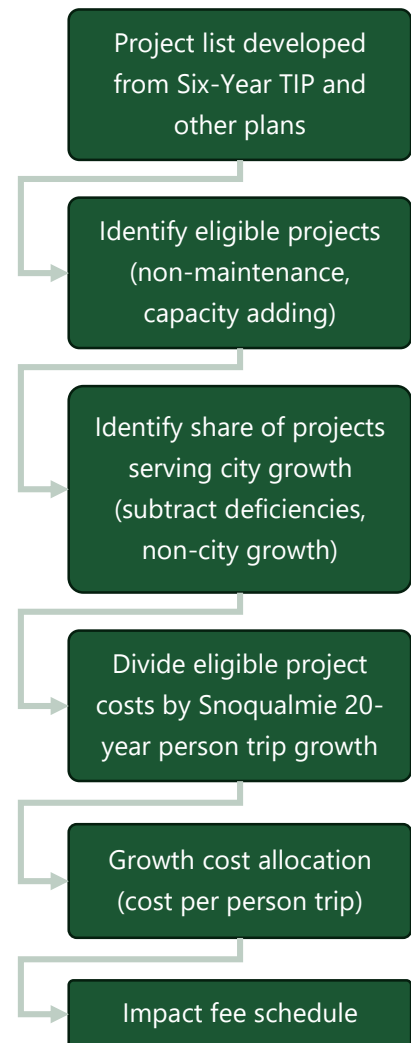 Project list developed
from Six-Year TIP and
other plans
Identify eligible projects
(non-maintenance,
capacity adding)
Identify share of projects
serving city growth
(subtract deficiencies,
non-city growth)
Divide eligible project
costs by Snoqualmie 20-
year person trip growth
Growth cost allocation
(cost per person trip)
Impact fee schedule